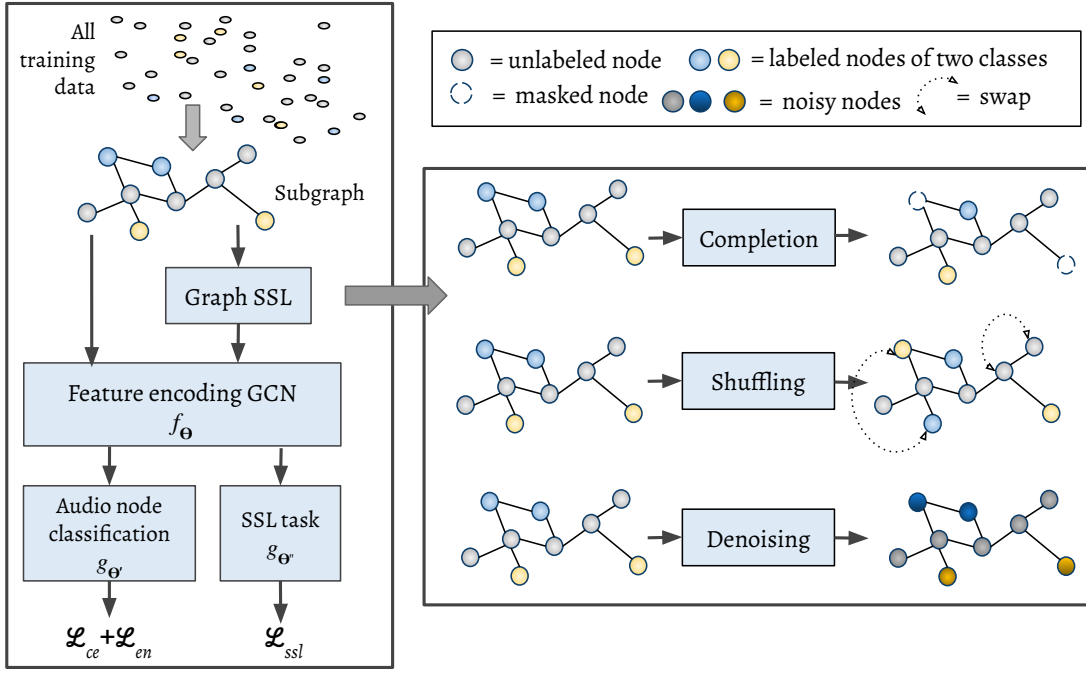 All
training
data
Subgraph
Graph SSL
Feature encoding GCN
f_Θ
Audio node
classification
g_Θ'
SSL task
g_Θ"
ℒ_ce+ℒ_en
ℒ_ssl
= unlabeled node
= labeled nodes of two classes
= masked node
= noisy nodes
= swap
Completion
Shuffling
Denoising